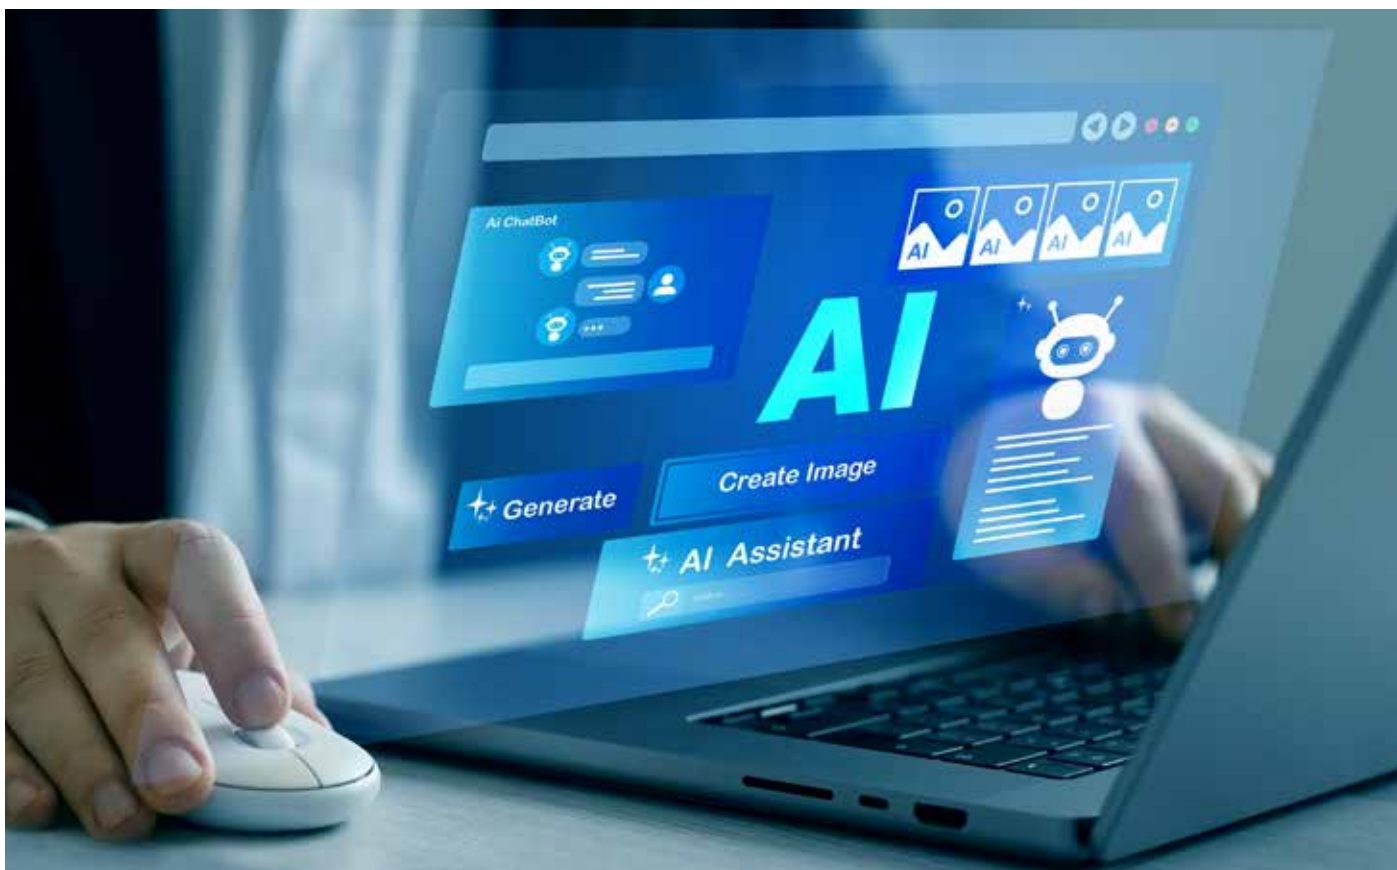 Ai ChatBot
AI AI AI AI
AI
Generate
Create Image
AI Assistant